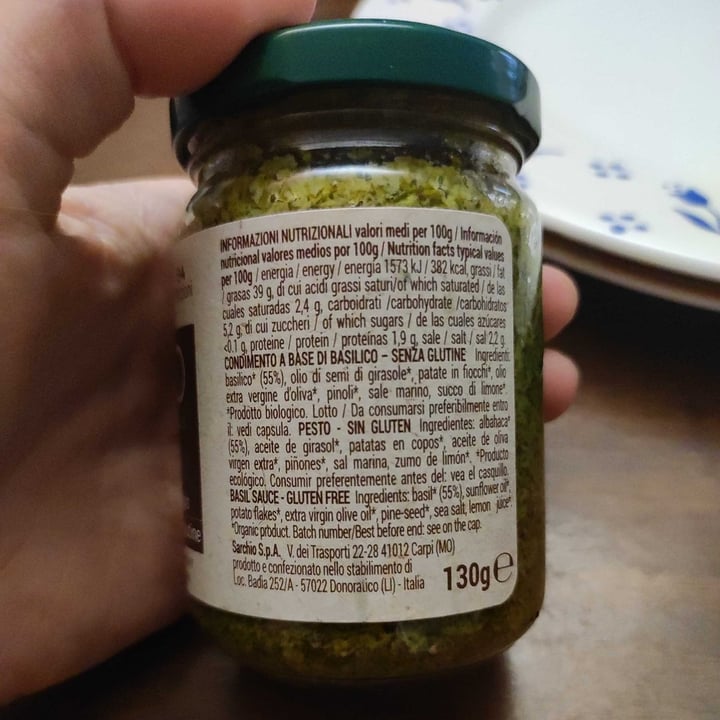 INFORMAZIONI NUTRIZIONALI valori medi per 100g / Información
nutricional valores medios por 100g / Nutrition facts typical values
per 100g / energia / energy / energia 1573 kJ / 382 kcal, grassi / fat
/ grasas 39 g, di cui acidi grassi saturi/of which saturated / de las
cuales saturadas 2,4 g, carboidrati /carbohydrate /carbohidratos
5,2 g, di cui zuccheri / of which sugars / de las cuales azúcares
<0.1 g, proteine / protein / proteínas 1,9 g, sale / salt / sal 2,2 g.
CONDIMENTO A BASE DI BASILICO – SENZA GLUTINE Ingredienti:
basilico* (55%), olio di semi di girasole*, patate in fiocchi*, olio
extra vergine d'oliva*, pinoli*, sale marino, succo di limone*.
*Prodotto biologico. Lotto / Da consumarsi preferibilmente entro
il: vedi capsula. PESTO - SIN GLUTEN Ingredientes: albahaca*
(55%), aceite de girasol*, patatas en copos*, aceite de oliva
virgen extra*, piñones*, sal marina, zumo de limón*. *Producto
ecológico. Consumir preferentemente antes del: vea el casquillo.
BASIL SAUCE - GLUTEN FREE Ingredients: basil* (55%), sunflower oil*,
potato flakes*, extra virgin olive oil*, pine-seed*, sea salt, lemon juice*
*Organic product. Batch number/Best before end: see on the cap.
Sarchio S.p.A. V. dei Trasporti 22-28 41012 Carpi (MO)
prodotto e confezionato nello stabilimento di
Loc. Badia 252/A - 57022 Donoratico (LI) - Italia
130g e